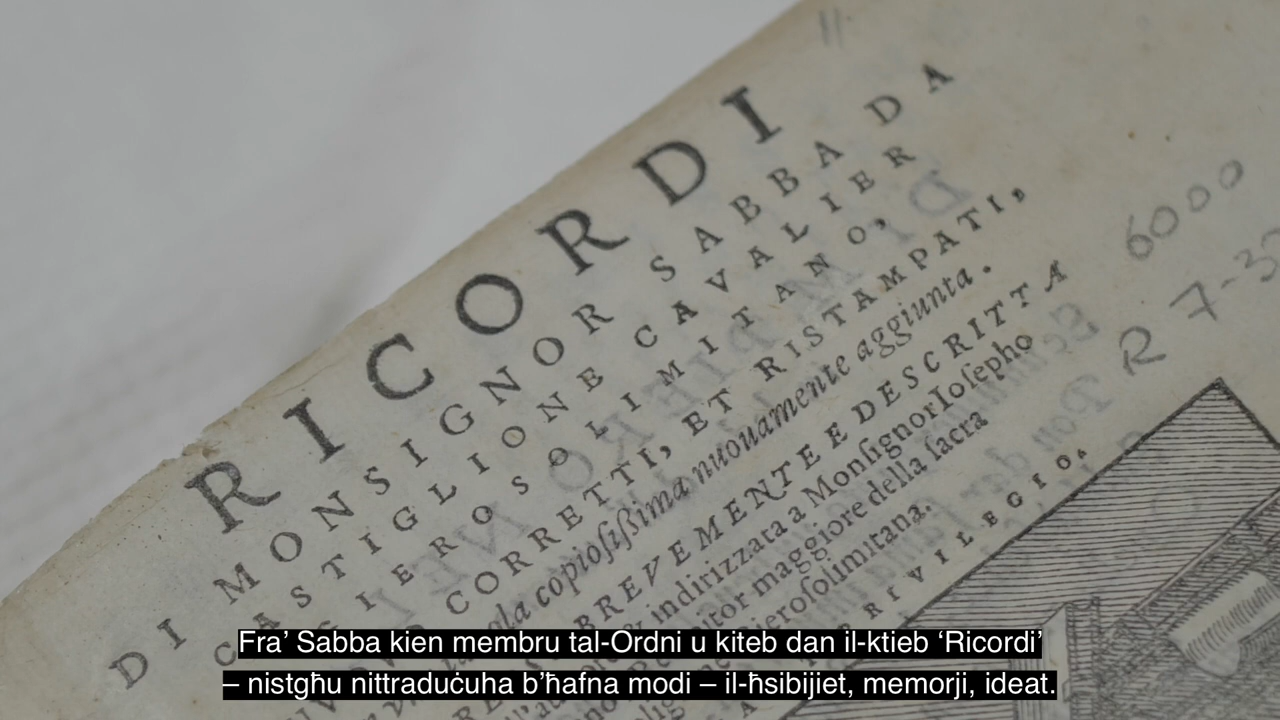 11
RICORDI
DI MONSIGNOR SABBA DA
CASTIGLIONE CAVALIER
IEROSOLIMITANO,
CORRETTI, ET RISTAMPATI,
copioſißima nuouamente aggiunta.
BREVEMENTE E DESCRITTA
indirizzata a Monſignor Ioſepho
maggiore della ſacra
ieroſolimitana.
6000
R 7-3
Fra’ Sabba kien membru tal-Ordni u kiteb dan il-ktieb ‘Ricordi’
– nistgħu nittraduċuha b’ħafna modi – il-ħsibijiet, memorji, ideat.